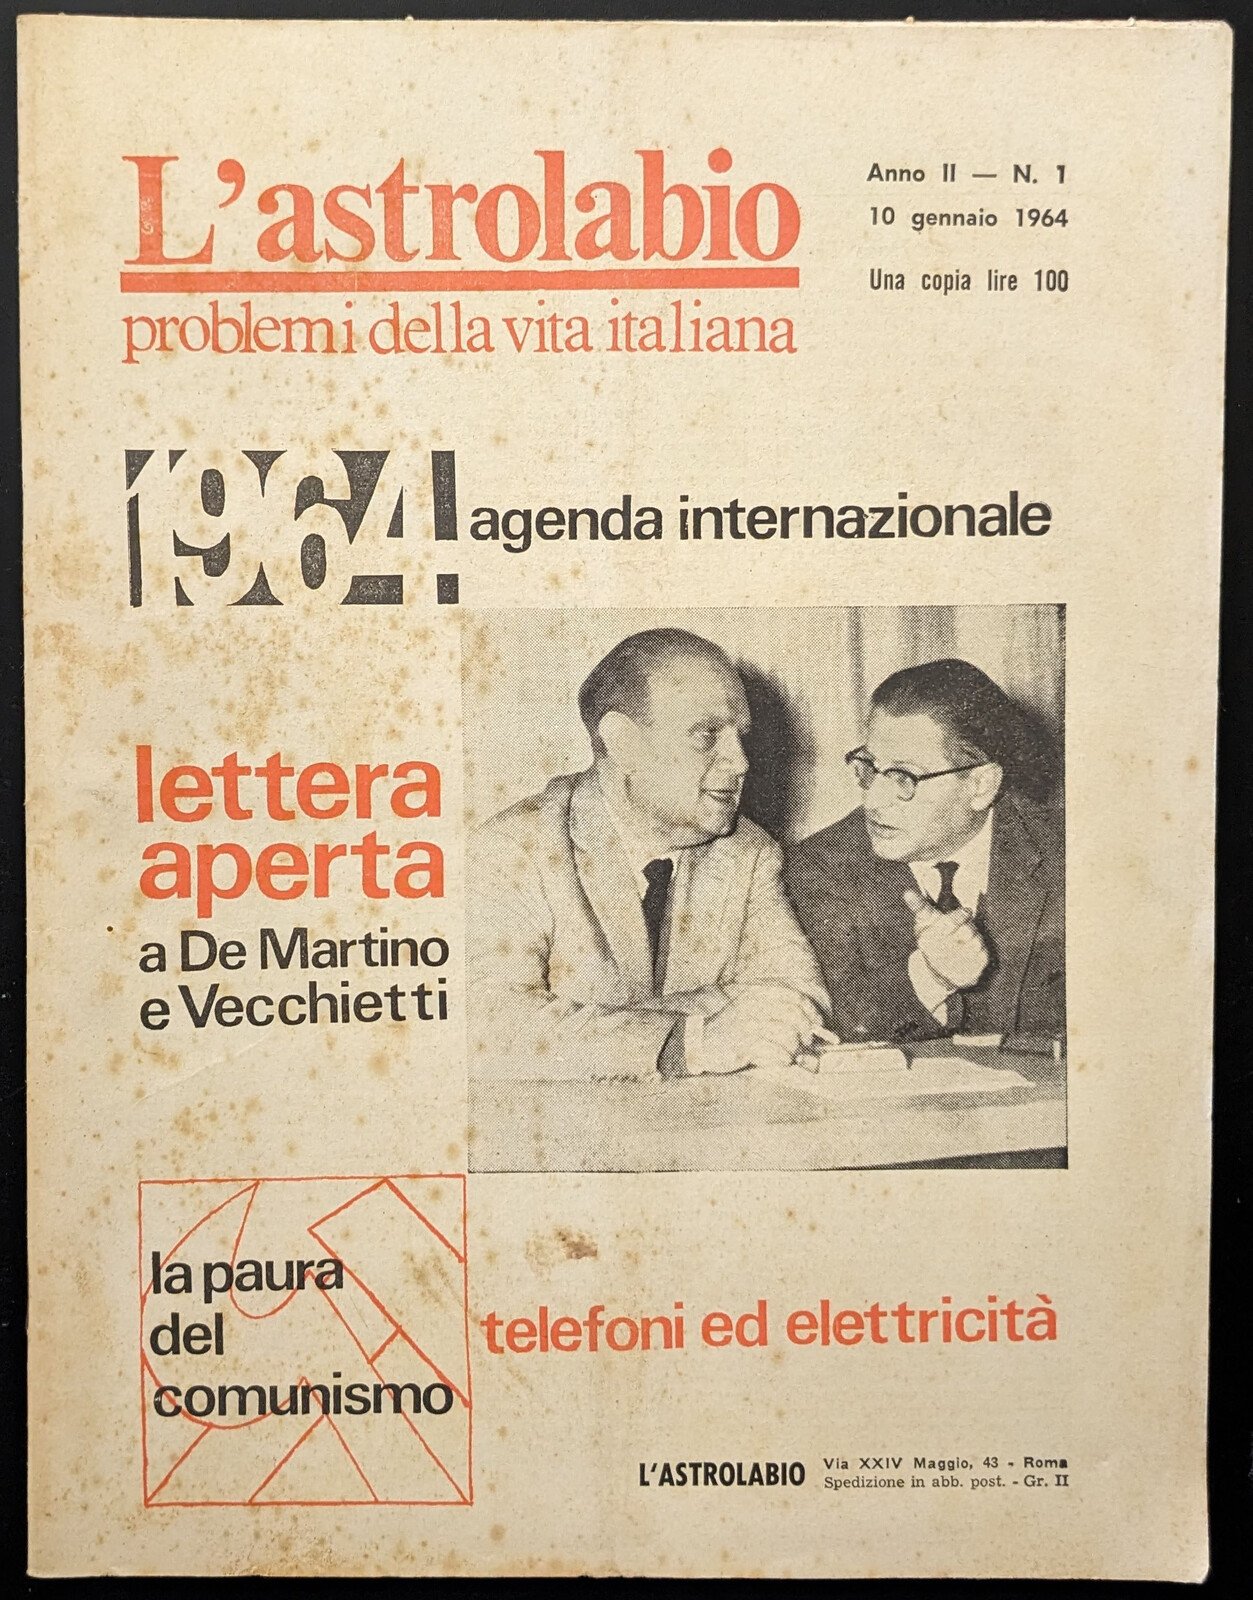 L'astrolabio
problemi della vita italiana
Anno II — N. 1
10 gennaio 1964
Una copia lire 100
1964
agenda internazionale
lettera
aperta
a De Martino
e Vecchietti
la paura
del
comunismo
telefoni ed elettricità
L'ASTROLABIO
Via XXIV Maggio, 43 - Roma
Spedizione in abb. post. - Gr. II